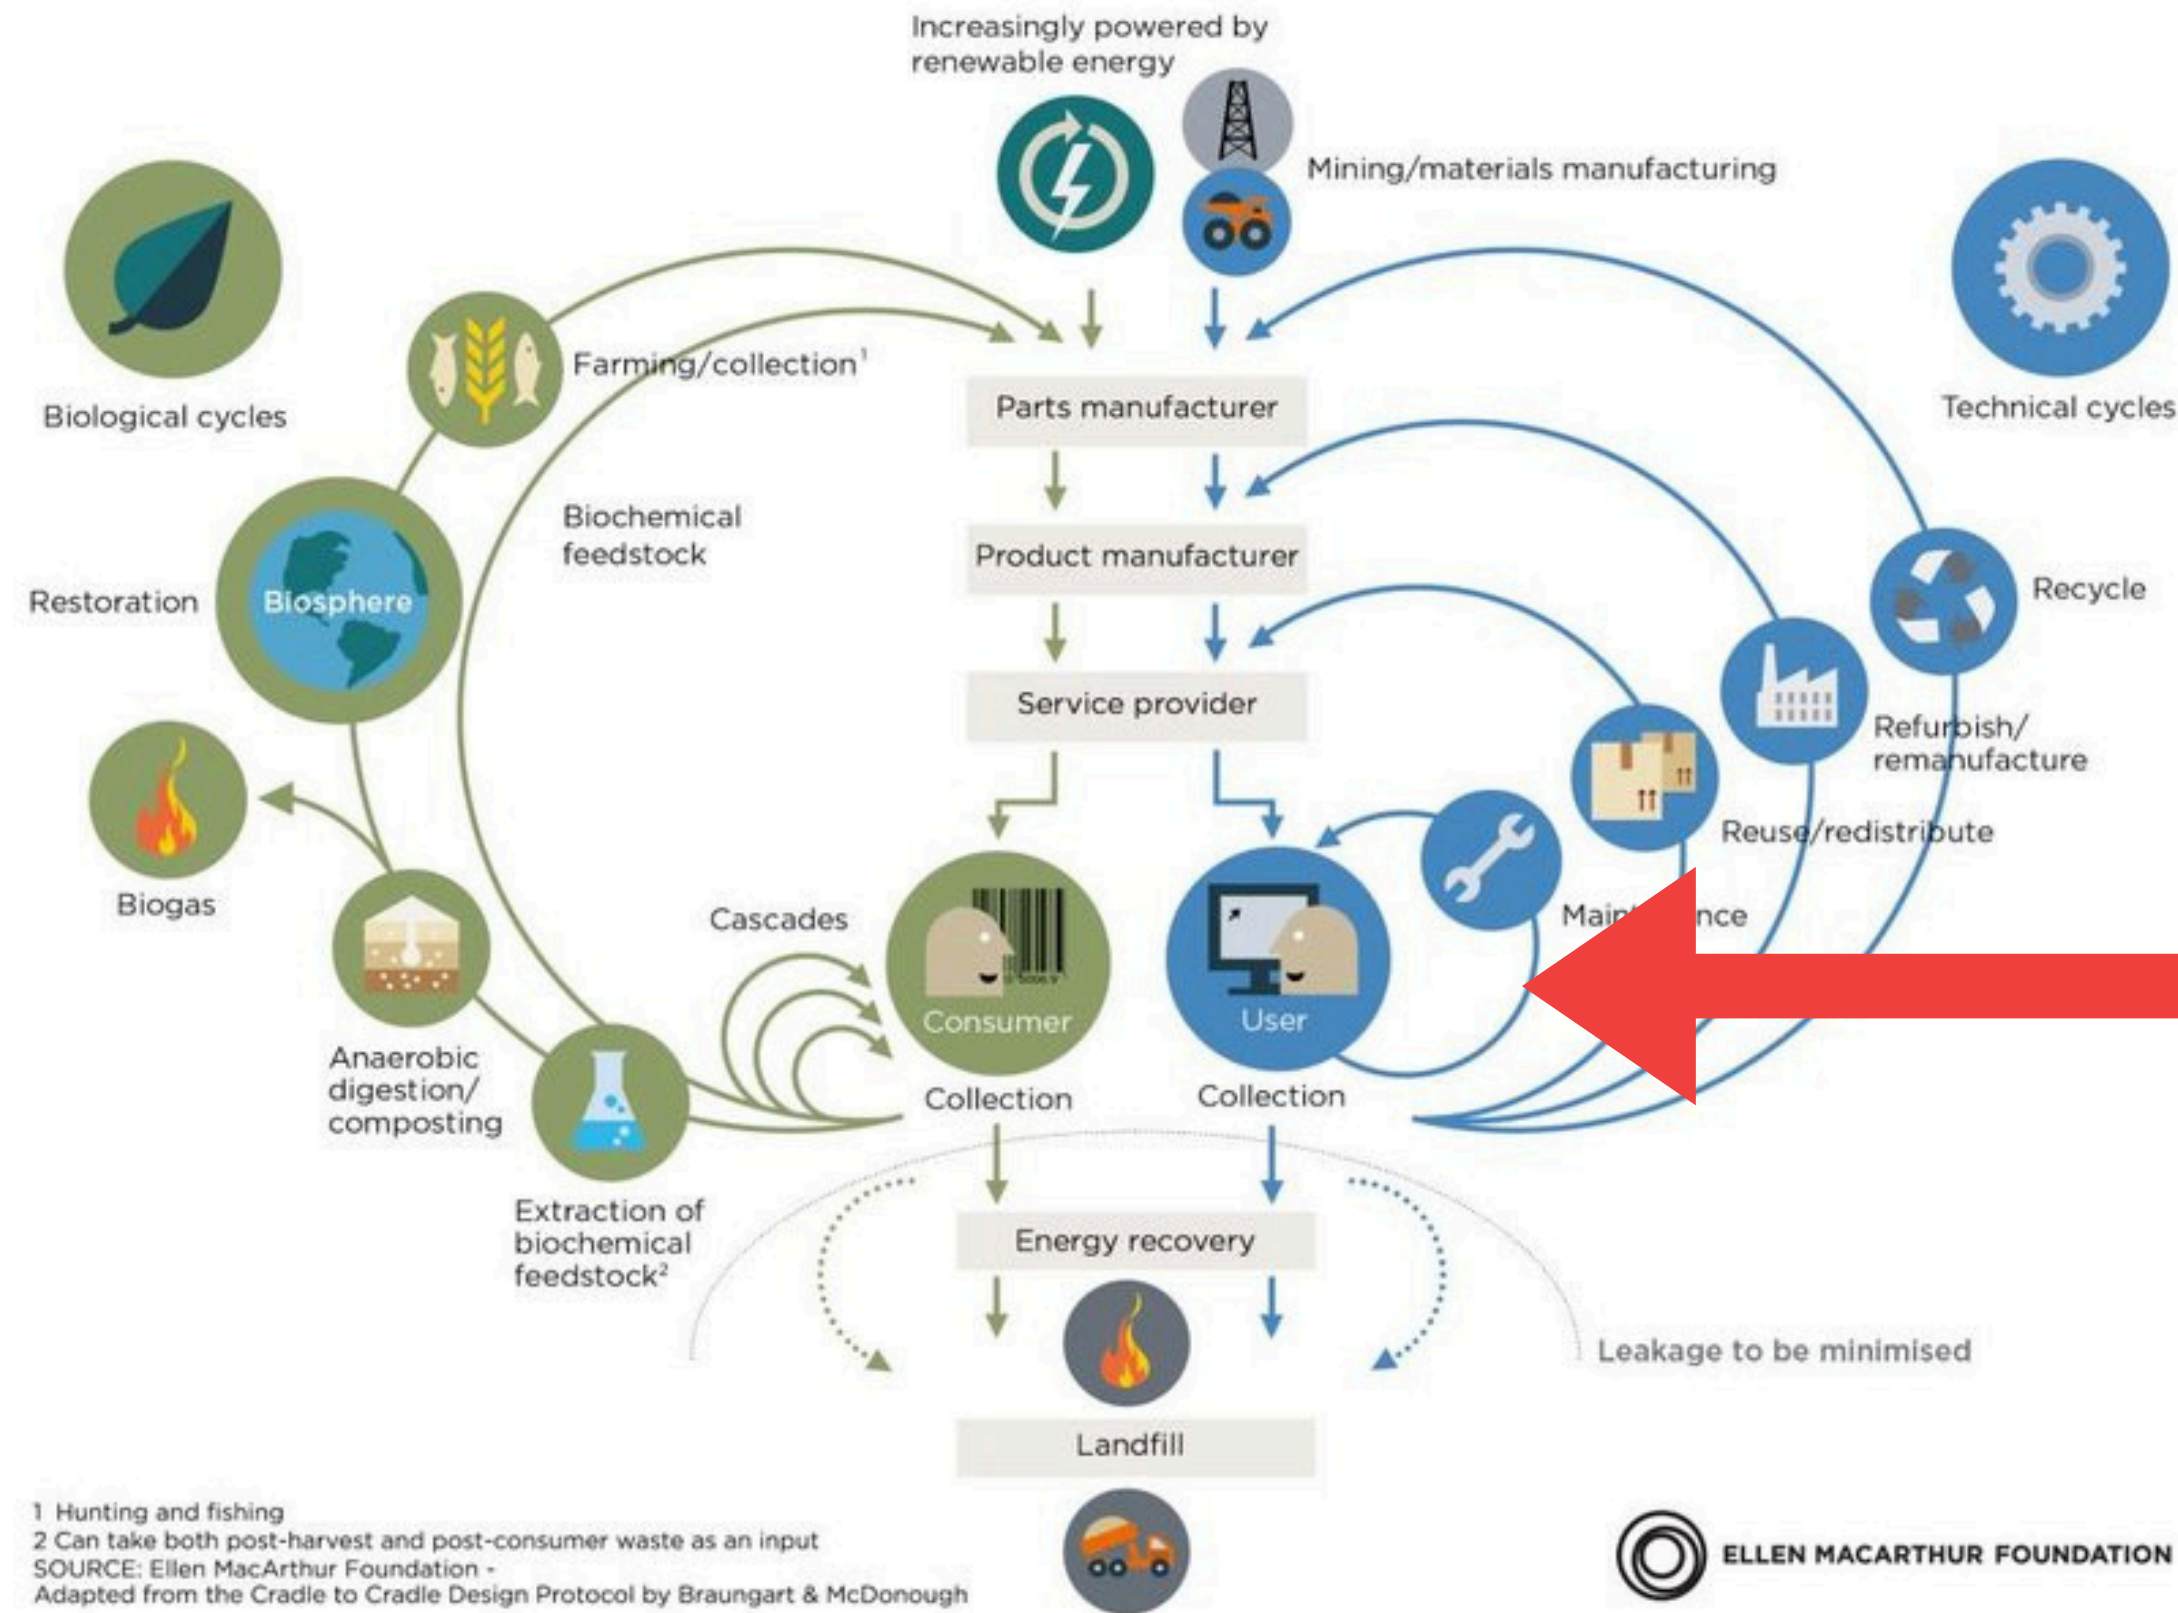 Increasingly powered by
renewable energy
Mining/materials manufacturing
Biological cycles
Farming/collection¹
Technical cycles
Parts manufacturer
Biochemical
feedstock
Product manufacturer
Restoration
Biosphere
Recycle
Service provider
Refurbish/
remanufacture
Reuse/redistribute
Biogas
Cascades
Consumer
User
Anaerobic
digestion/
composting
Collection
Collection
Extraction of
biochemical
feedstock²
Energy recovery
Leakage to be minimised
Landfill
1 Hunting and fishing
2 Can take both post-harvest and post-consumer waste as an input
SOURCE: Ellen MacArthur Foundation -
Adapted from the Cradle to Cradle Design Protocol by Braungart & McDonough
ELLEN MACARTHUR FOUNDATION